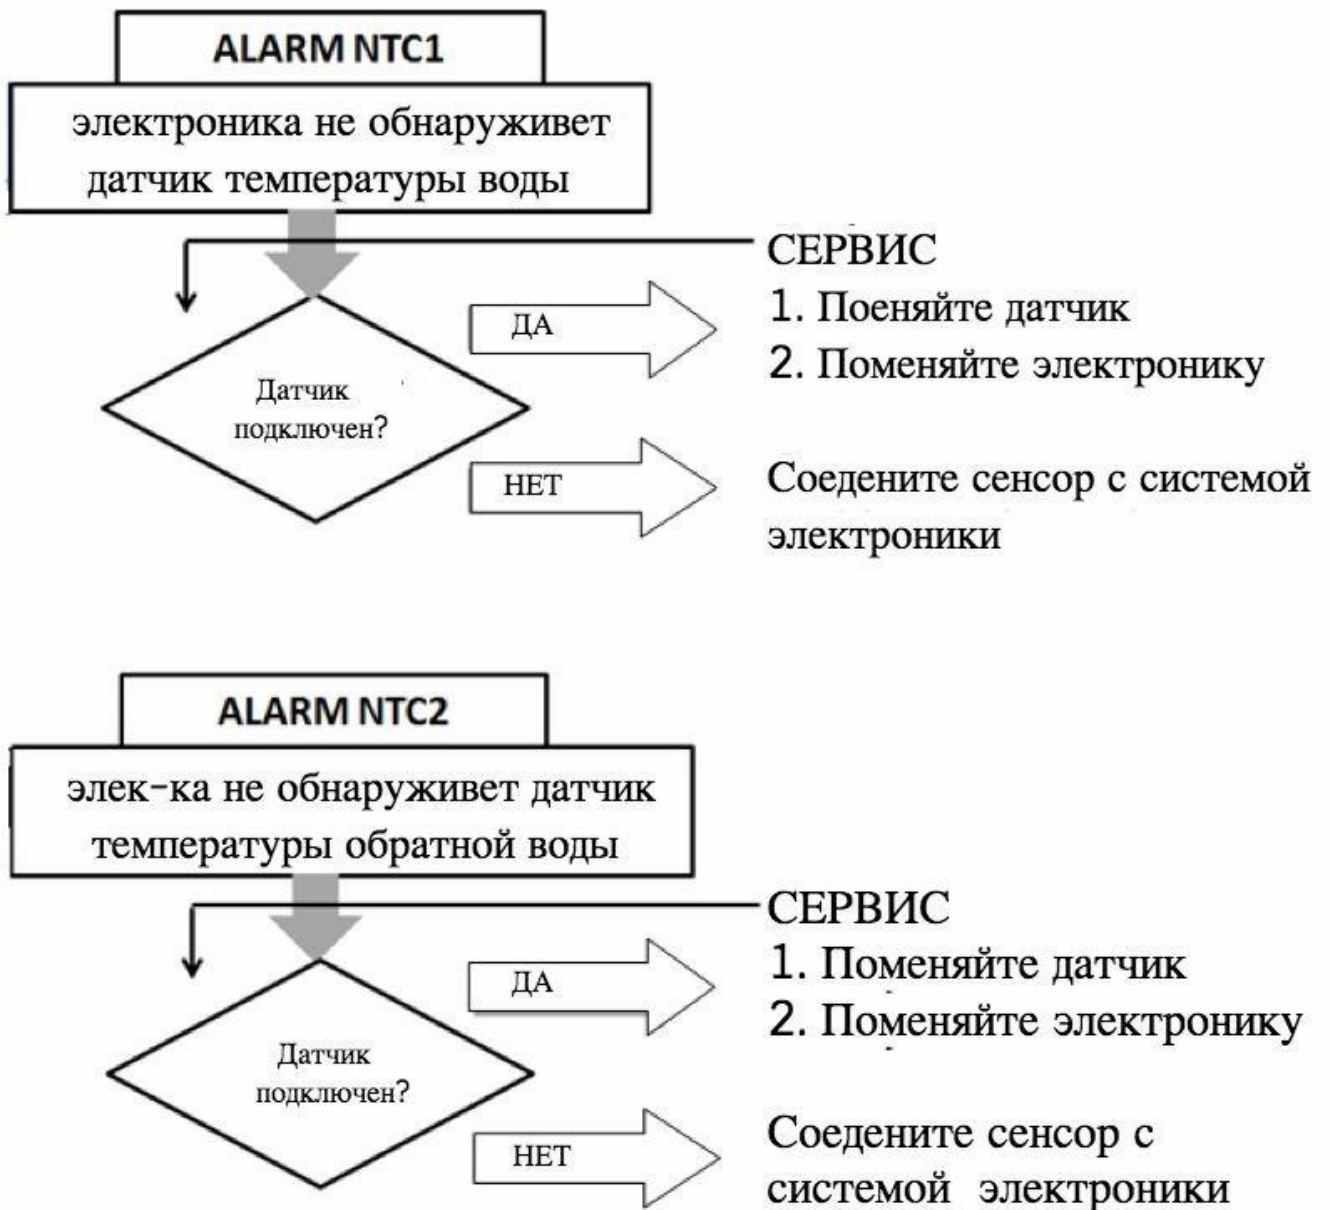 ALARM NTC1
электроника не обнаруживет
датчик температуры воды
СЕРВИС
1. Поеняйте датчик
2. Поменяйте электронику
ДА
Датчик
подключен?
НЕТ
Соедените сенсор с системой
электроники
ALARM NTC2
элек-ка не обнаруживет датчик
температуры обратной воды
СЕРВИС
1. Поменяйте датчик
2. Поменяйте электронику
ДА
Датчик
подключен?
НЕТ
Соедените сенсор с
системой электроники